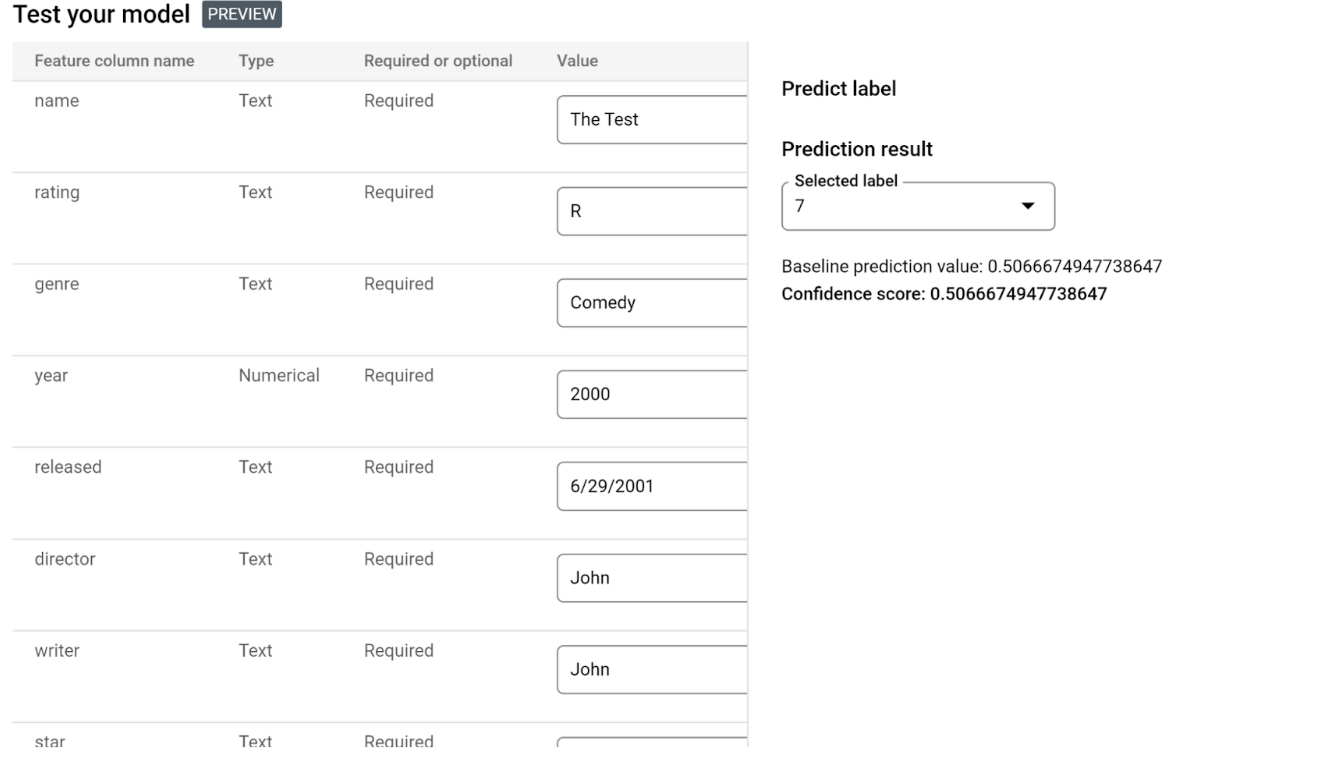 Test your model PREVIEW
Feature column name Type Required or optional Value
name Text Required The Test
rating Text Required R
genre Text Required Comedy
year Numerical Required 2000
released Text Required 6/29/2001
director Text Required John
writer Text Required John
star Text Required
Predict label
Prediction result
Selected label
7
Baseline prediction value: 0.5066674947738647
Confidence score: 0.5066674947738647